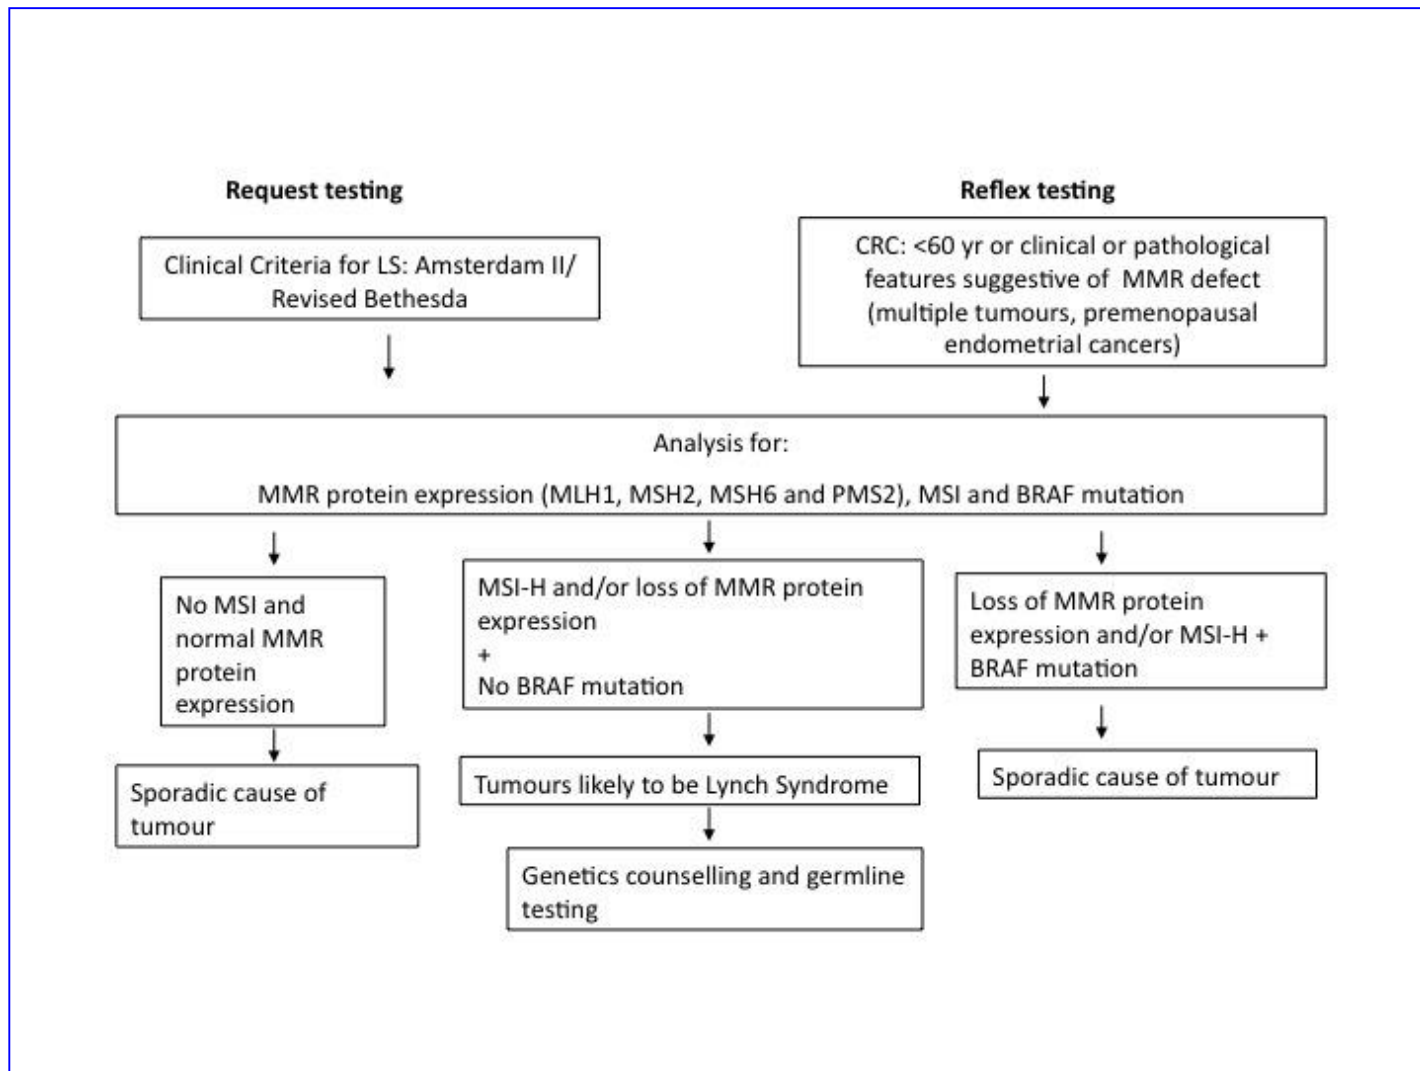 Request testing
Reflex testing
Clinical Criteria for LS: Amsterdam II/
Revised Bethesda
CRC: <60 yr or clinical or pathological
features suggestive of MMR defect
(multiple tumours, premenopausal
endometrial cancers)
Analysis for:
MMR protein expression (MLH1, MSH2, MSH6 and PMS2), MSI and BRAF mutation
No MSI and
normal MMR
protein
expression
MSI-H and/or loss of MMR protein
expression
+
No BRAF mutation
Loss of MMR protein
expression and/or MSI-H +
BRAF mutation
Sporadic cause of
tumour
Tumours likely to be Lynch Syndrome
Sporadic cause of tumour
Genetics counselling and germline
testing